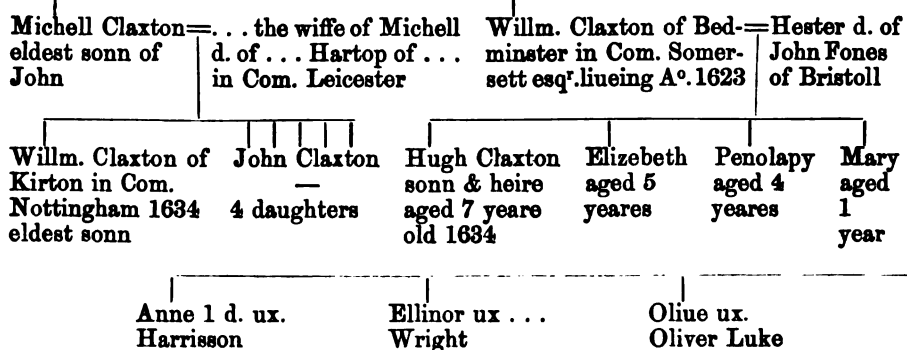 Michell Claxton=. . . the wiffe of Michell
eldest sonn of d. of . . . Hartop of . . .
John in Com. Leicester
Willm. Claxton of Bed-=Hester d. of
minster in Com. Somer- John Fones
sett esqʳ. liueing Aº. 1623 of Bristoll
Willm. Claxton of
Kirton in Com.
Nottingham 1634
eldest sonn
John Claxton
—
4 daughters
Hugh Claxton
sonn & heire
aged 7 yeare
old 1634
Elizebeth
aged 5
yeares
Penolapy
aged 4
yeares
Mary
aged
1
year
Anne 1 d. ux.
Harrisson
Ellinor ux . . .
Wright
Oliue ux.
Oliver Luke